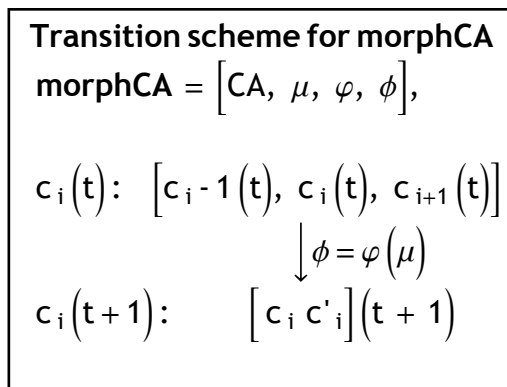 Transition scheme for morphCA
morphCA = [CA, μ, φ, ϕ],
c i (t) : [c i - 1 (t), c i (t), c i+1 (t)]
↓ ϕ = φ (μ)
c i (t + 1) : [c i c' i] (t + 1)